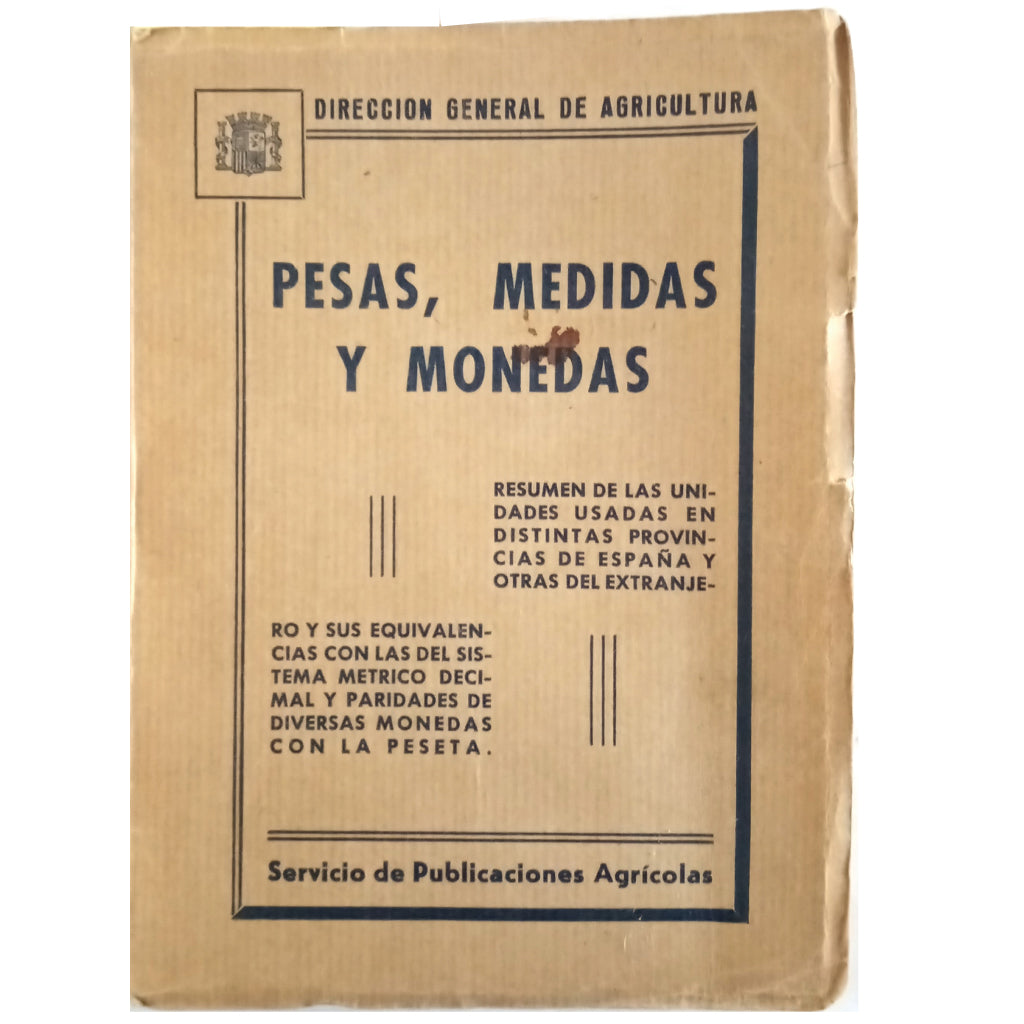 DIRECCION GENERAL DE AGRICULTURA
PESAS, MEDIDAS
Y MONEDAS
RESUMEN DE LAS UNI-
DADES USADAS EN
DISTINTAS PROVIN-
CIAS DE ESPAÑA Y
OTRAS DEL EXTRANJE-
RO Y SUS EQUIVALEN-
CIAS CON LAS DEL SIS-
TEMA METRICO DECI-
MAL Y PARIDADES DE
DIVERSAS MONEDAS
CON LA PESETA.
Servicio de Publicaciones Agrícolas